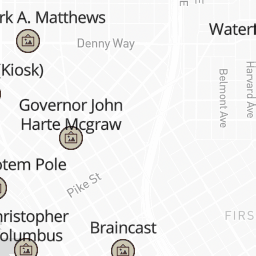 rk A. Matthews
E
E
Waterf
Denny Way
(Kiosk)
Belmont Ave
Harvard Ave
Governor John
Harte Mcgraw
otem Pole
Pike St
hristopher
olumbus
FIRS
Braincast